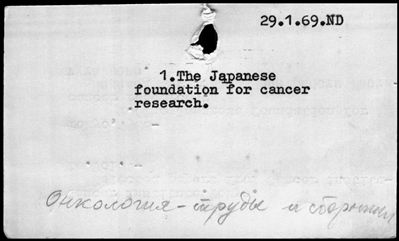 29.1.69.ND
1.The Japanese
foundation for cancer
research.
Онкология - труды и сборники